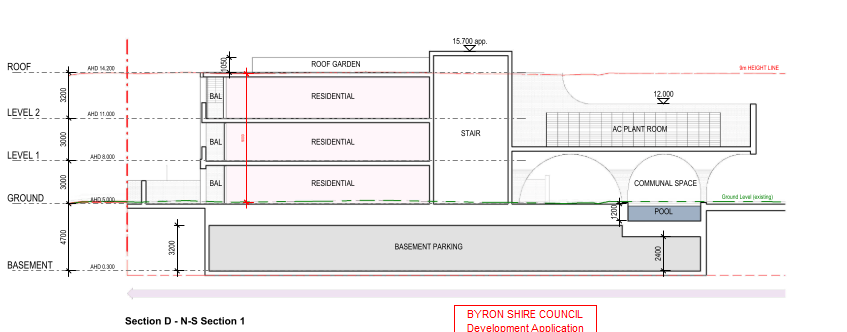 15.700 app.
ROOF
AHD 14.200
1050
ROOF GARDEN
9m HEIGHT LINE
3200
BAL
RESIDENTIAL
12.000
LEVEL 2
AHD 11.000
3000
BAL
RESIDENTIAL
STAIR
AC PLANT ROOM
LEVEL 1
AHD 8.000
3000
BAL
RESIDENTIAL
COMMUNAL SPACE
GROUND
AHD 5.000
Ground Level (existing)
1200
POOL
4700
3200
BASEMENT PARKING
2400
BASEMENT
AHD 0.300
Section D - N-S Section 1
BYRON SHIRE COUNCIL
Development Application